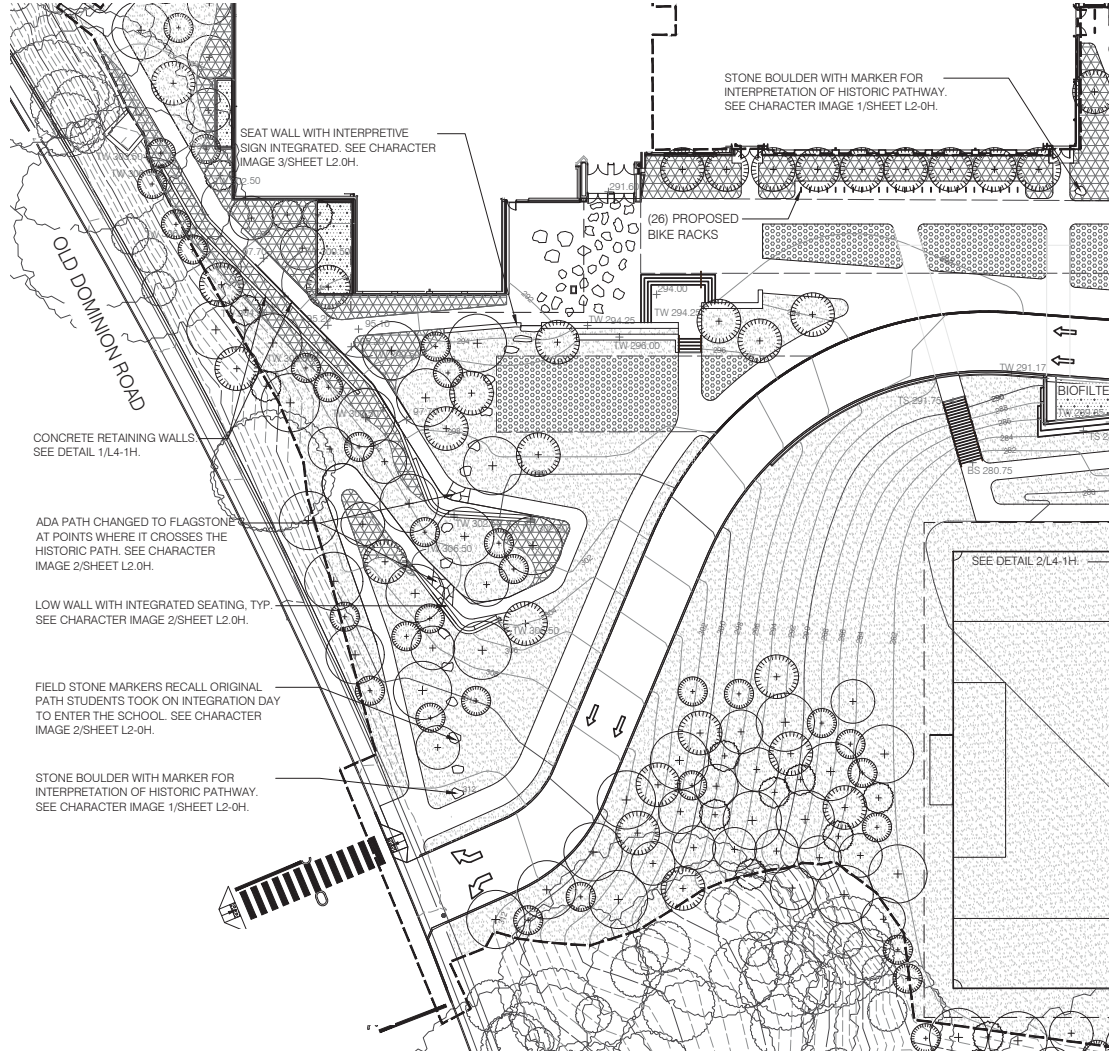 STONE BOULDER WITH MARKER FOR
INTERPRETATION OF HISTORIC PATHWAY.
SEE CHARACTER IMAGE 1/SHEET L2-0H.
SEAT WALL WITH INTERPRETIVE
SIGN INTEGRATED. SEE CHARACTER
IMAGE 3/SHEET L2.0H.
(26) PROPOSED
BIKE RACKS
OLD DOMINION ROAD
294.00
TW 294.25
TW 294.25
TW 296.00
TW 291.17
TS 291.75
BIOFILTE
BS 280.75
CONCRETE RETAINING WALLS.
SEE DETAIL 1/L4-1H.
ADA PATH CHANGED TO FLAGSTONE
AT POINTS WHERE IT CROSSES THE
HISTORIC PATH. SEE CHARACTER
IMAGE 2/SHEET L2.0H.
SEE DETAIL 2/L4-1H.
TW 306.50
LOW WALL WITH INTEGRATED SEATING, TYP.
SEE CHARACTER IMAGE 2/SHEET L2.0H.
FIELD STONE MARKERS RECALL ORIGINAL
PATH STUDENTS TOOK ON INTEGRATION DAY
TO ENTER THE SCHOOL. SEE CHARACTER
IMAGE 2/SHEET L2-0H.
STONE BOULDER WITH MARKER FOR
INTERPRETATION OF HISTORIC PATHWAY.
SEE CHARACTER IMAGE 1/SHEET L2-0H.
312